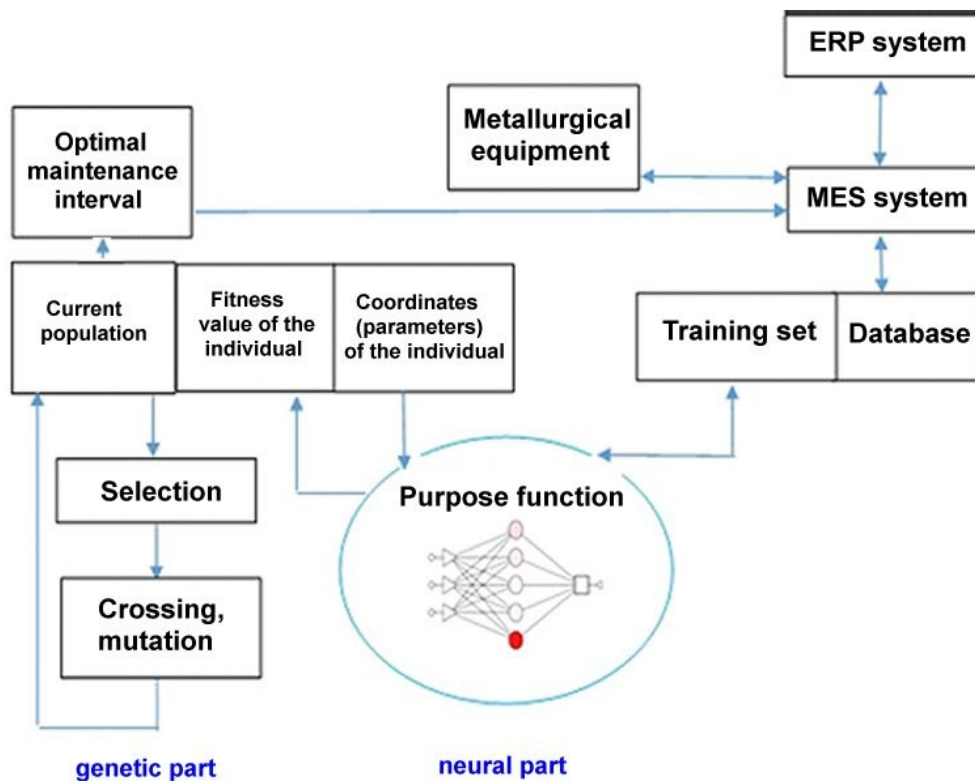 ERP system
Metallurgical
equipment
Optimal
maintenance
interval
MES system
Current
population
Fitness
value of the
individual
Coordinates
(parameters)
of the individual
Training set
Database
Selection
Purpose function
Crossing,
mutation
genetic part
neural part